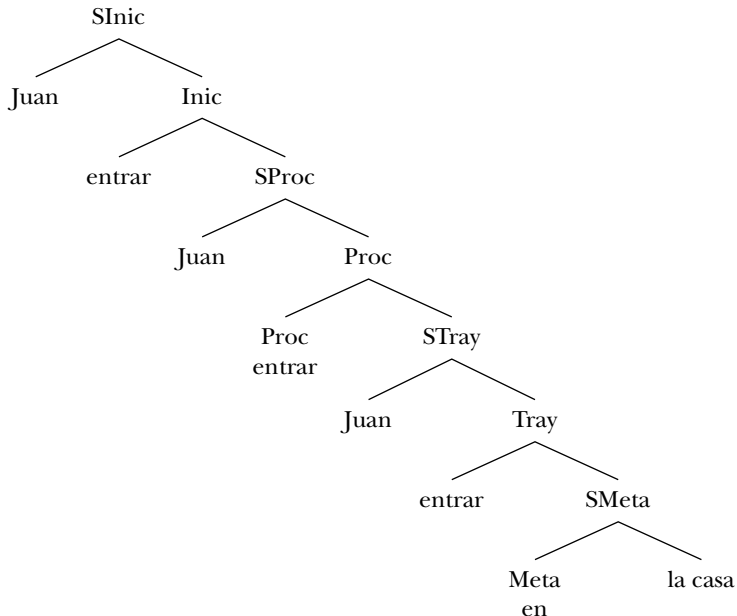 SInic
Juan Inic
entrar SProc
Juan Proc
Proc STray
entrar
Juan Tray
entrar SMeta
Meta la casa
en